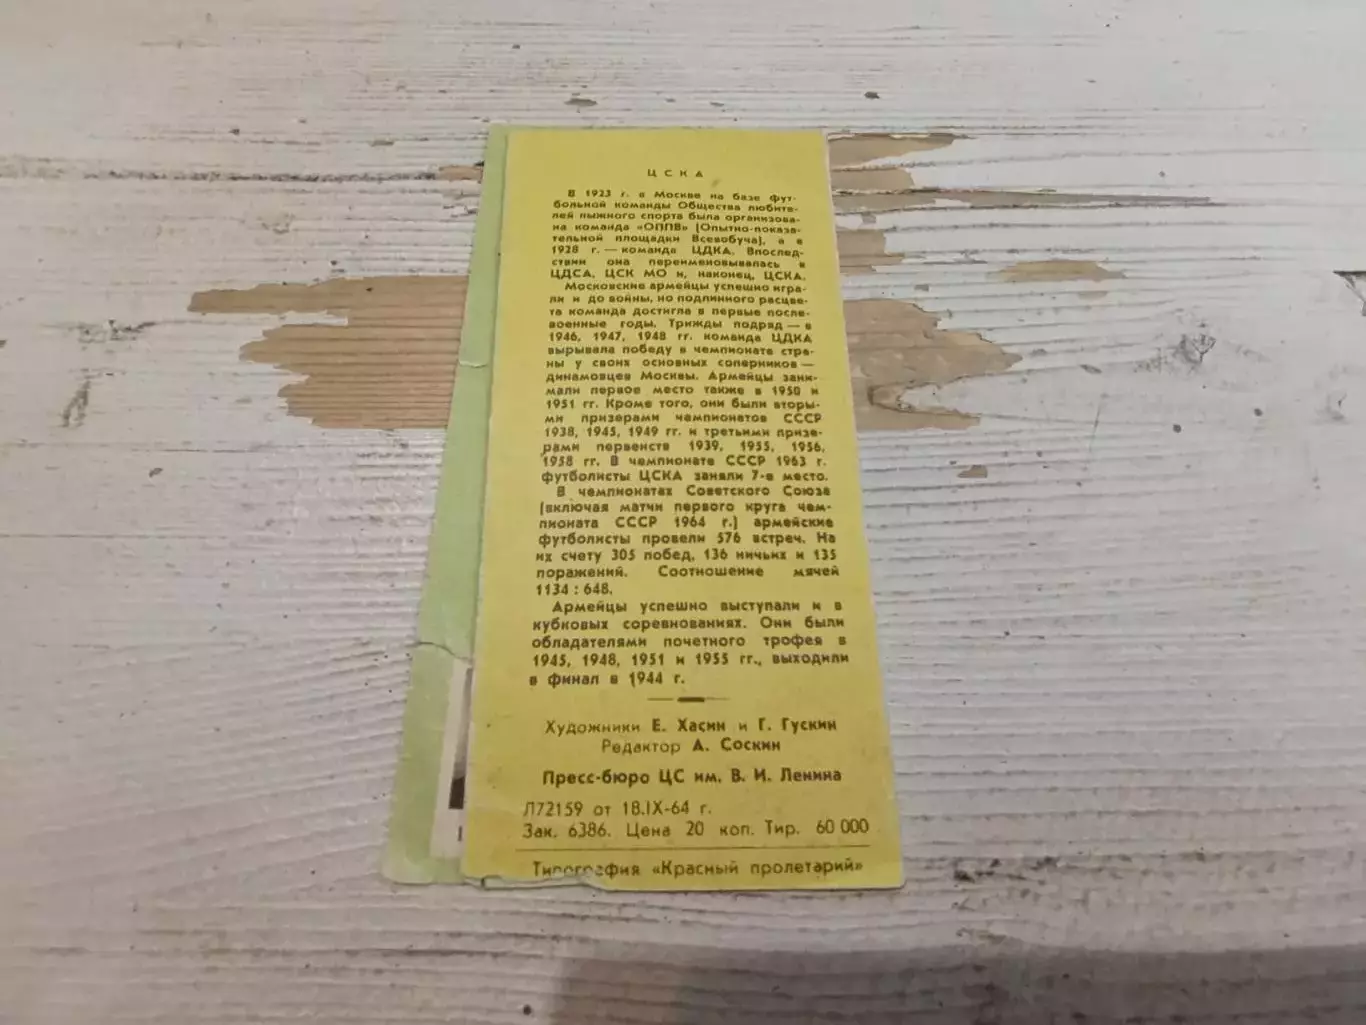 ЦСКА
В 1923 г. в Москве на базе фут-
больной команды Общества любите-
лей лыжного спорта была организова-
на команда «ОППВ» (Опытно-показа-
тельной площадки Всевобуча), а в
1928 г. — команда ЦДКА. Впослед-
ствии она переименовывалась в
ЦДСА, ЦСК МО и, наконец, ЦСКА.
Московские армейцы успешно игра-
ли и до войны, но подлинного расцве-
та команда достигла в первые после-
военные годы. Трижды подряд — в
1946, 1947, 1948 гг. команда ЦДКА
вырывала победу в чемпионате стра-
ны у своих основных соперников —
динамовцев Москвы. Армейцы зани-
мали первое место также в 1950 и
1951 гг. Кроме того, они были вторы-
ми призерами чемпионатов СССР
1938, 1945, 1949 гг. и третьими призе-
рами первенств 1939, 1955, 1956,
1958 гг. В чемпионате СССР 1963 г.
футболисты ЦСКА заняли 7-е место.
В чемпионатах Советского Союза
(включая матчи первого круга чем-
пионата СССР 1964 г.) армейские
футболисты провели 576 встреч. На
их счету 305 побед, 136 ничьих и 135
поражений. Соотношение мячей
1134 : 648.
Армейцы успешно выступали и в
кубковых соревнованиях. Они были
обладателями почетного трофея в
1945, 1948, 1951 и 1955 гг., выходили
в финал в 1944 г.
Художники Е. Хасин и Г. Гускин
Редактор А. Соскин
Пресс-бюро ЦС им. В. И. Ленина
Л72159 от 18.IX-64 г.
Зак. 6386. Цена 20 коп. Тир. 60 000
Типография «Красный пролетарий»